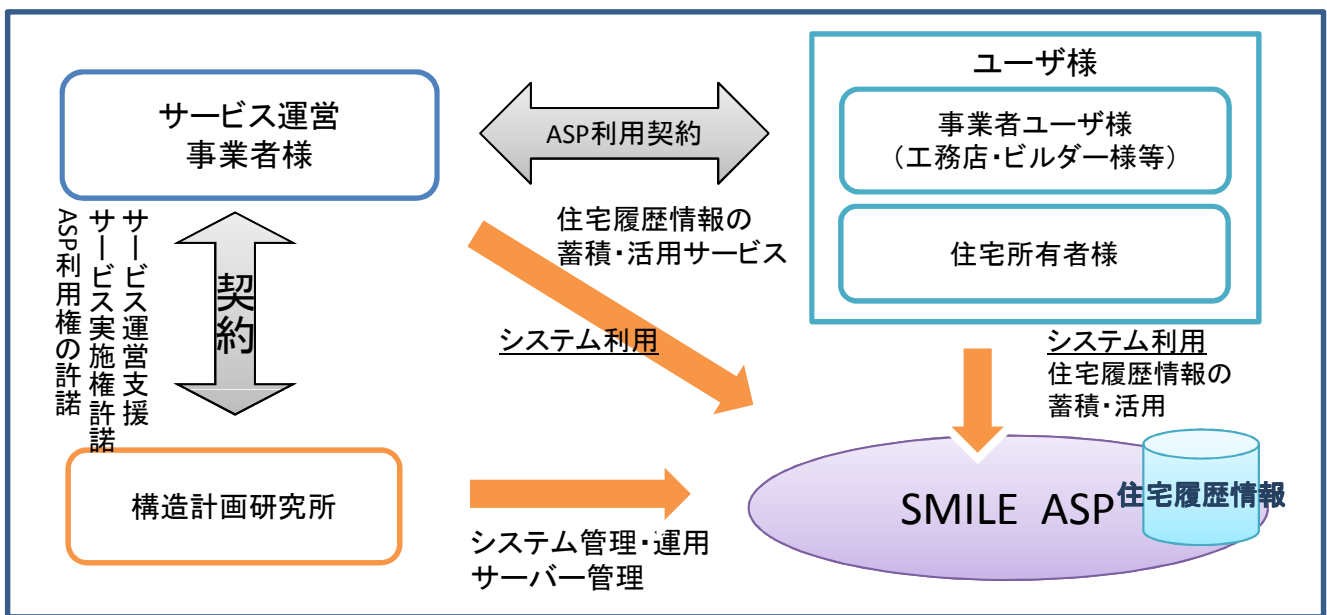 サービス運営
事業者様
ASP利用契約
ユーザ様
事業者ユーザ様
（工務店・ビルダー様等）
住宅所有者様
住宅履歴情報の
蓄積・活用サービス
サービス運営支援
サービス実施権許諾
ASP利用権の許諾
契約
システム利用
システム利用
住宅履歴情報の
蓄積・活用
構造計画研究所
システム管理・運用
サーバー管理
SMILE ASP
住宅履歴情報